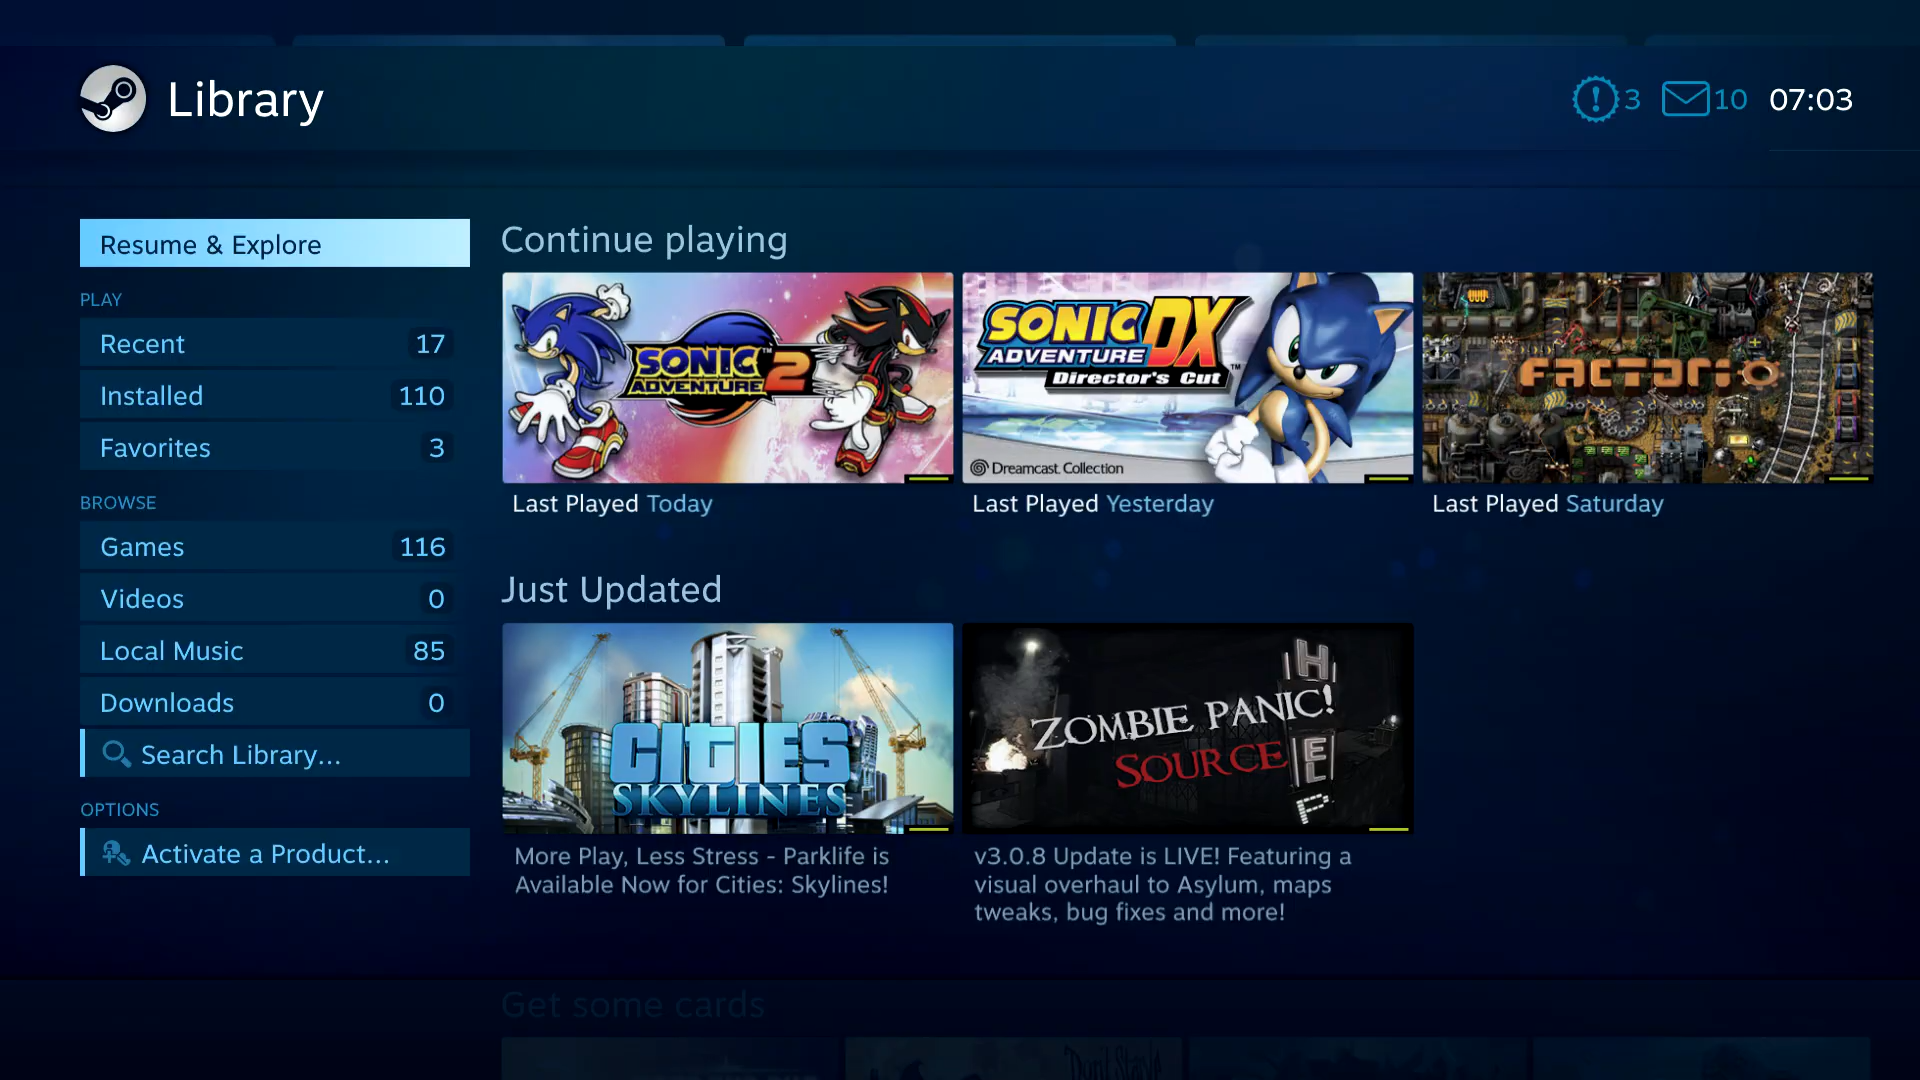 Library
3
10
07:03
Resume & Explore
PLAY
Recent 17
Installed 110
Favorites 3
BROWSE
Games 116
Videos 0
Local Music 85
Downloads 0
Search Library...
OPTIONS
Activate a Product...
Continue playing
SONIC™
ADVENTURE 2
Last Played Today
SONIC
ADVENTURE DX™
Director's Cut
Dreamcast Collection
Last Played Yesterday
FACTORIO
Last Played Saturday
Just Updated
CITIES
SKYLINES
More Play, Less Stress - Parklife is
Available Now for Cities: Skylines!
HELP
ZOMBIE PANIC!
SOURCE
v3.0.8 Update is LIVE! Featuring a
visual overhaul to Asylum, maps
tweaks, bug fixes and more!
Get some cards
Don't Starve